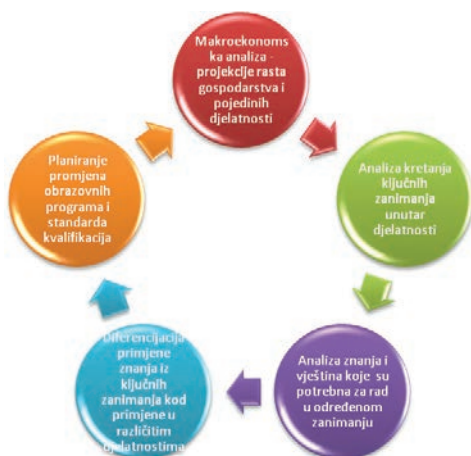 Makroekonoms
ka analiza -
projekcije rasta
gospodarstva i
pojedinih
djelatnosti
Analiza kretanja
ključnih
zanimanja
unutar
djelatnosti
Analiza znanja i
vještina koje su
potrebna za rad
u određenom
zanimanju
Diferencijacija
primjene
znanja iz
ključnih
zanimanja kod
primjene u
različitim
djelatnostima
Planiranje
promjena
obrazovnih
programa i
standarda
kvalifikacija